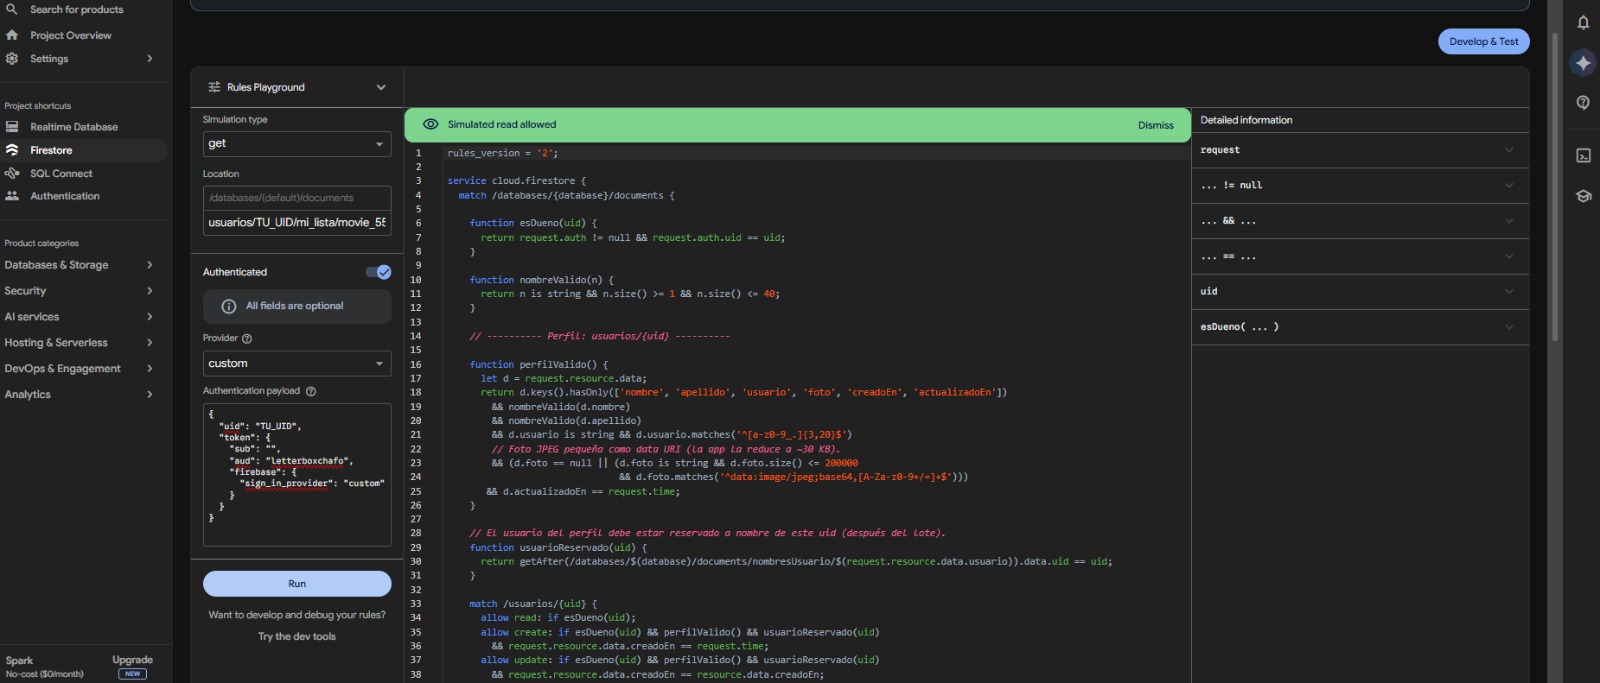 Search for products
Project Overview
Settings
Project shortcuts
Realtime Database
Firestore
SQL Connect
Authentication
Product categories
Databases & Storage
Security
AI services
Hosting & Serverless
DevOps & Engagement
Analytics
Spark
No-cost ($0/month)
Upgrade
NEW
Develop & Test
Rules Playground
Simulation type
get
Location
/databases/(default)/documents
usuarios/TU_UID/mi_lista/movie_55
Authenticated
All fields are optional
Provider
custom
Authentication payload
{
"uid": "TU_UID",
"token": {
"sub": "",
"aud": "letterboxchafo",
"firebase": {
"sign_in_provider": "custom"
}
}
}
Run
Want to develop and debug your rules?
Try the dev tools
Simulated read allowed
Dismiss
1 rules_version = '2';
2
3 service cloud.firestore {
4 match /databases/{database}/documents {
5
6 function esDueno(uid) {
7 return request.auth != null && request.auth.uid == uid;
8 }
9
10 function nombreValido(n) {
11 return n is string && n.size() >= 1 && n.size() <= 40;
12 }
13
14 // ---------- Perfil: usuarios/{uid} ----------
15
16 function perfilValido() {
17 let d = request.resource.data;
18 return d.keys().hasOnly(['nombre', 'apellido', 'usuario', 'foto', 'creadoEn', 'actualizadoEn'])
19 && nombreValido(d.nombre)
20 && nombreValido(d.apellido)
21 && d.usuario is string && d.usuario.matches('^[a-z0-9_.]{3,20}$')
22 // Foto JPEG pequeña como data URI (la app la reduce a ~30 KB).
23 && (d.foto == null || (d.foto is string && d.foto.size() <= 200000
24 && d.foto.matches('^data:image/jpeg;base64,[A-Za-z0-9+/=]+$')))
25 && d.actualizadoEn == request.time;
26 }
27
28 // El usuario del perfil debe estar reservado a nombre de este uid (después del lote).
29 function usuarioReservado(uid) {
30 return getAfter(/databases/$(database)/documents/nombresUsuario/$(request.resource.data.usuario)).data.uid == uid;
31 }
32
33 match /usuarios/{uid} {
34 allow read: if esDueno(uid);
35 allow create: if esDueno(uid) && perfilValido() && usuarioReservado(uid)
36 && request.resource.data.creadoEn == request.time;
37 allow update: if esDueno(uid) && perfilValido() && usuarioReservado(uid)
38 && request.resource.data.creadoEn == resource.data.creadoEn;
Detailed information
request
... != null
... && ...
... == ...
uid
esDueno( ... )